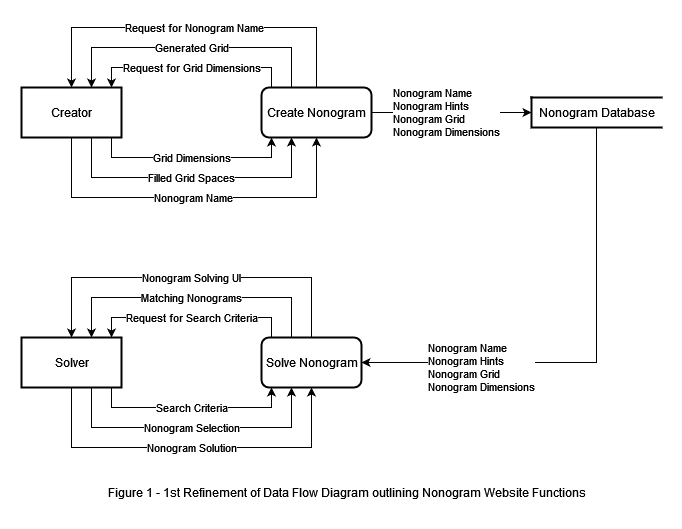 Request for Nonogram Name
Generated Grid
Request for Grid Dimensions
Creator
Create Nonogram
Nonogram Name
Nonogram Hints
Nonogram Grid
Nonogram Dimensions
Nonogram Database
Grid Dimensions
Filled Grid Spaces
Nonogram Name
Nonogram Solving UI
Matching Nonograms
Request for Search Criteria
Solver
Solve Nonogram
Nonogram Name
Nonogram Hints
Nonogram Grid
Nonogram Dimensions
Search Criteria
Nonogram Selection
Nonogram Solution
Figure 1 - 1st Refinement of Data Flow Diagram outlining Nonogram Website Functions